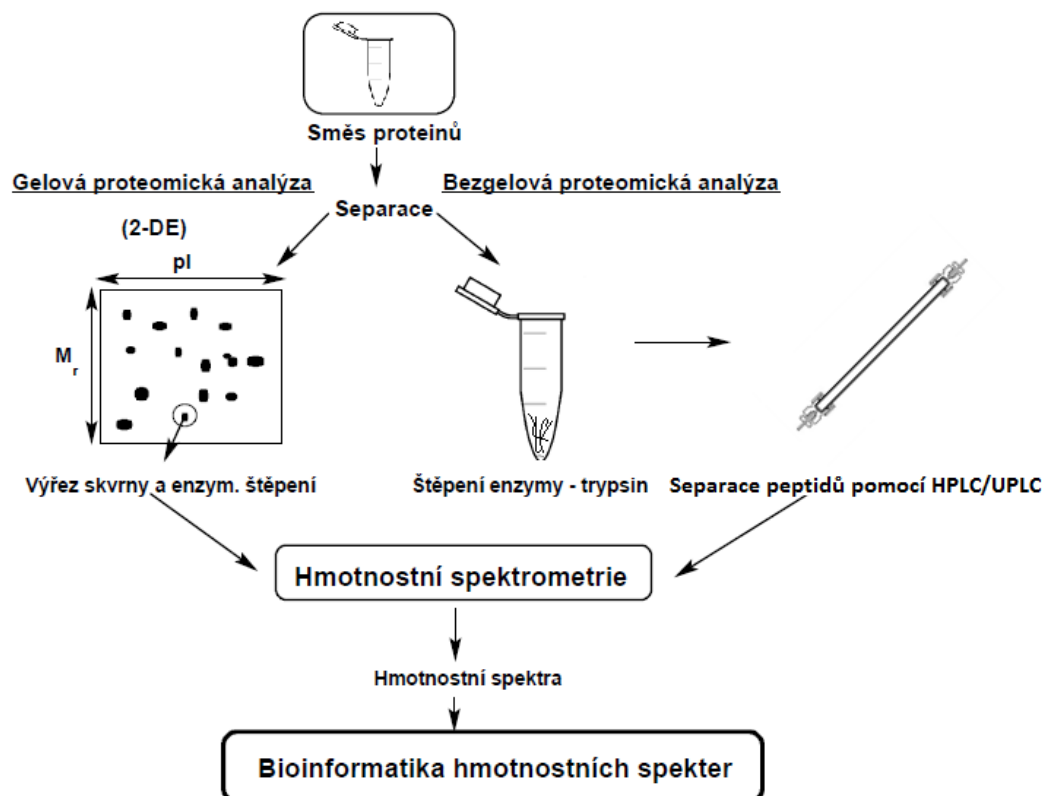 Směs proteinů
Gelová proteomická analýza
Bezgelová proteomická analýza
Separace
(2-DE)
pI
Mr
Výřez skvrny a enzym. štěpení
Štěpení enzymy - trypsin
Separace peptidů pomocí HPLC/UPLC
Hmotnostní spektrometrie
Hmotnostní spektra
Bioinformatika hmotnostních spekter